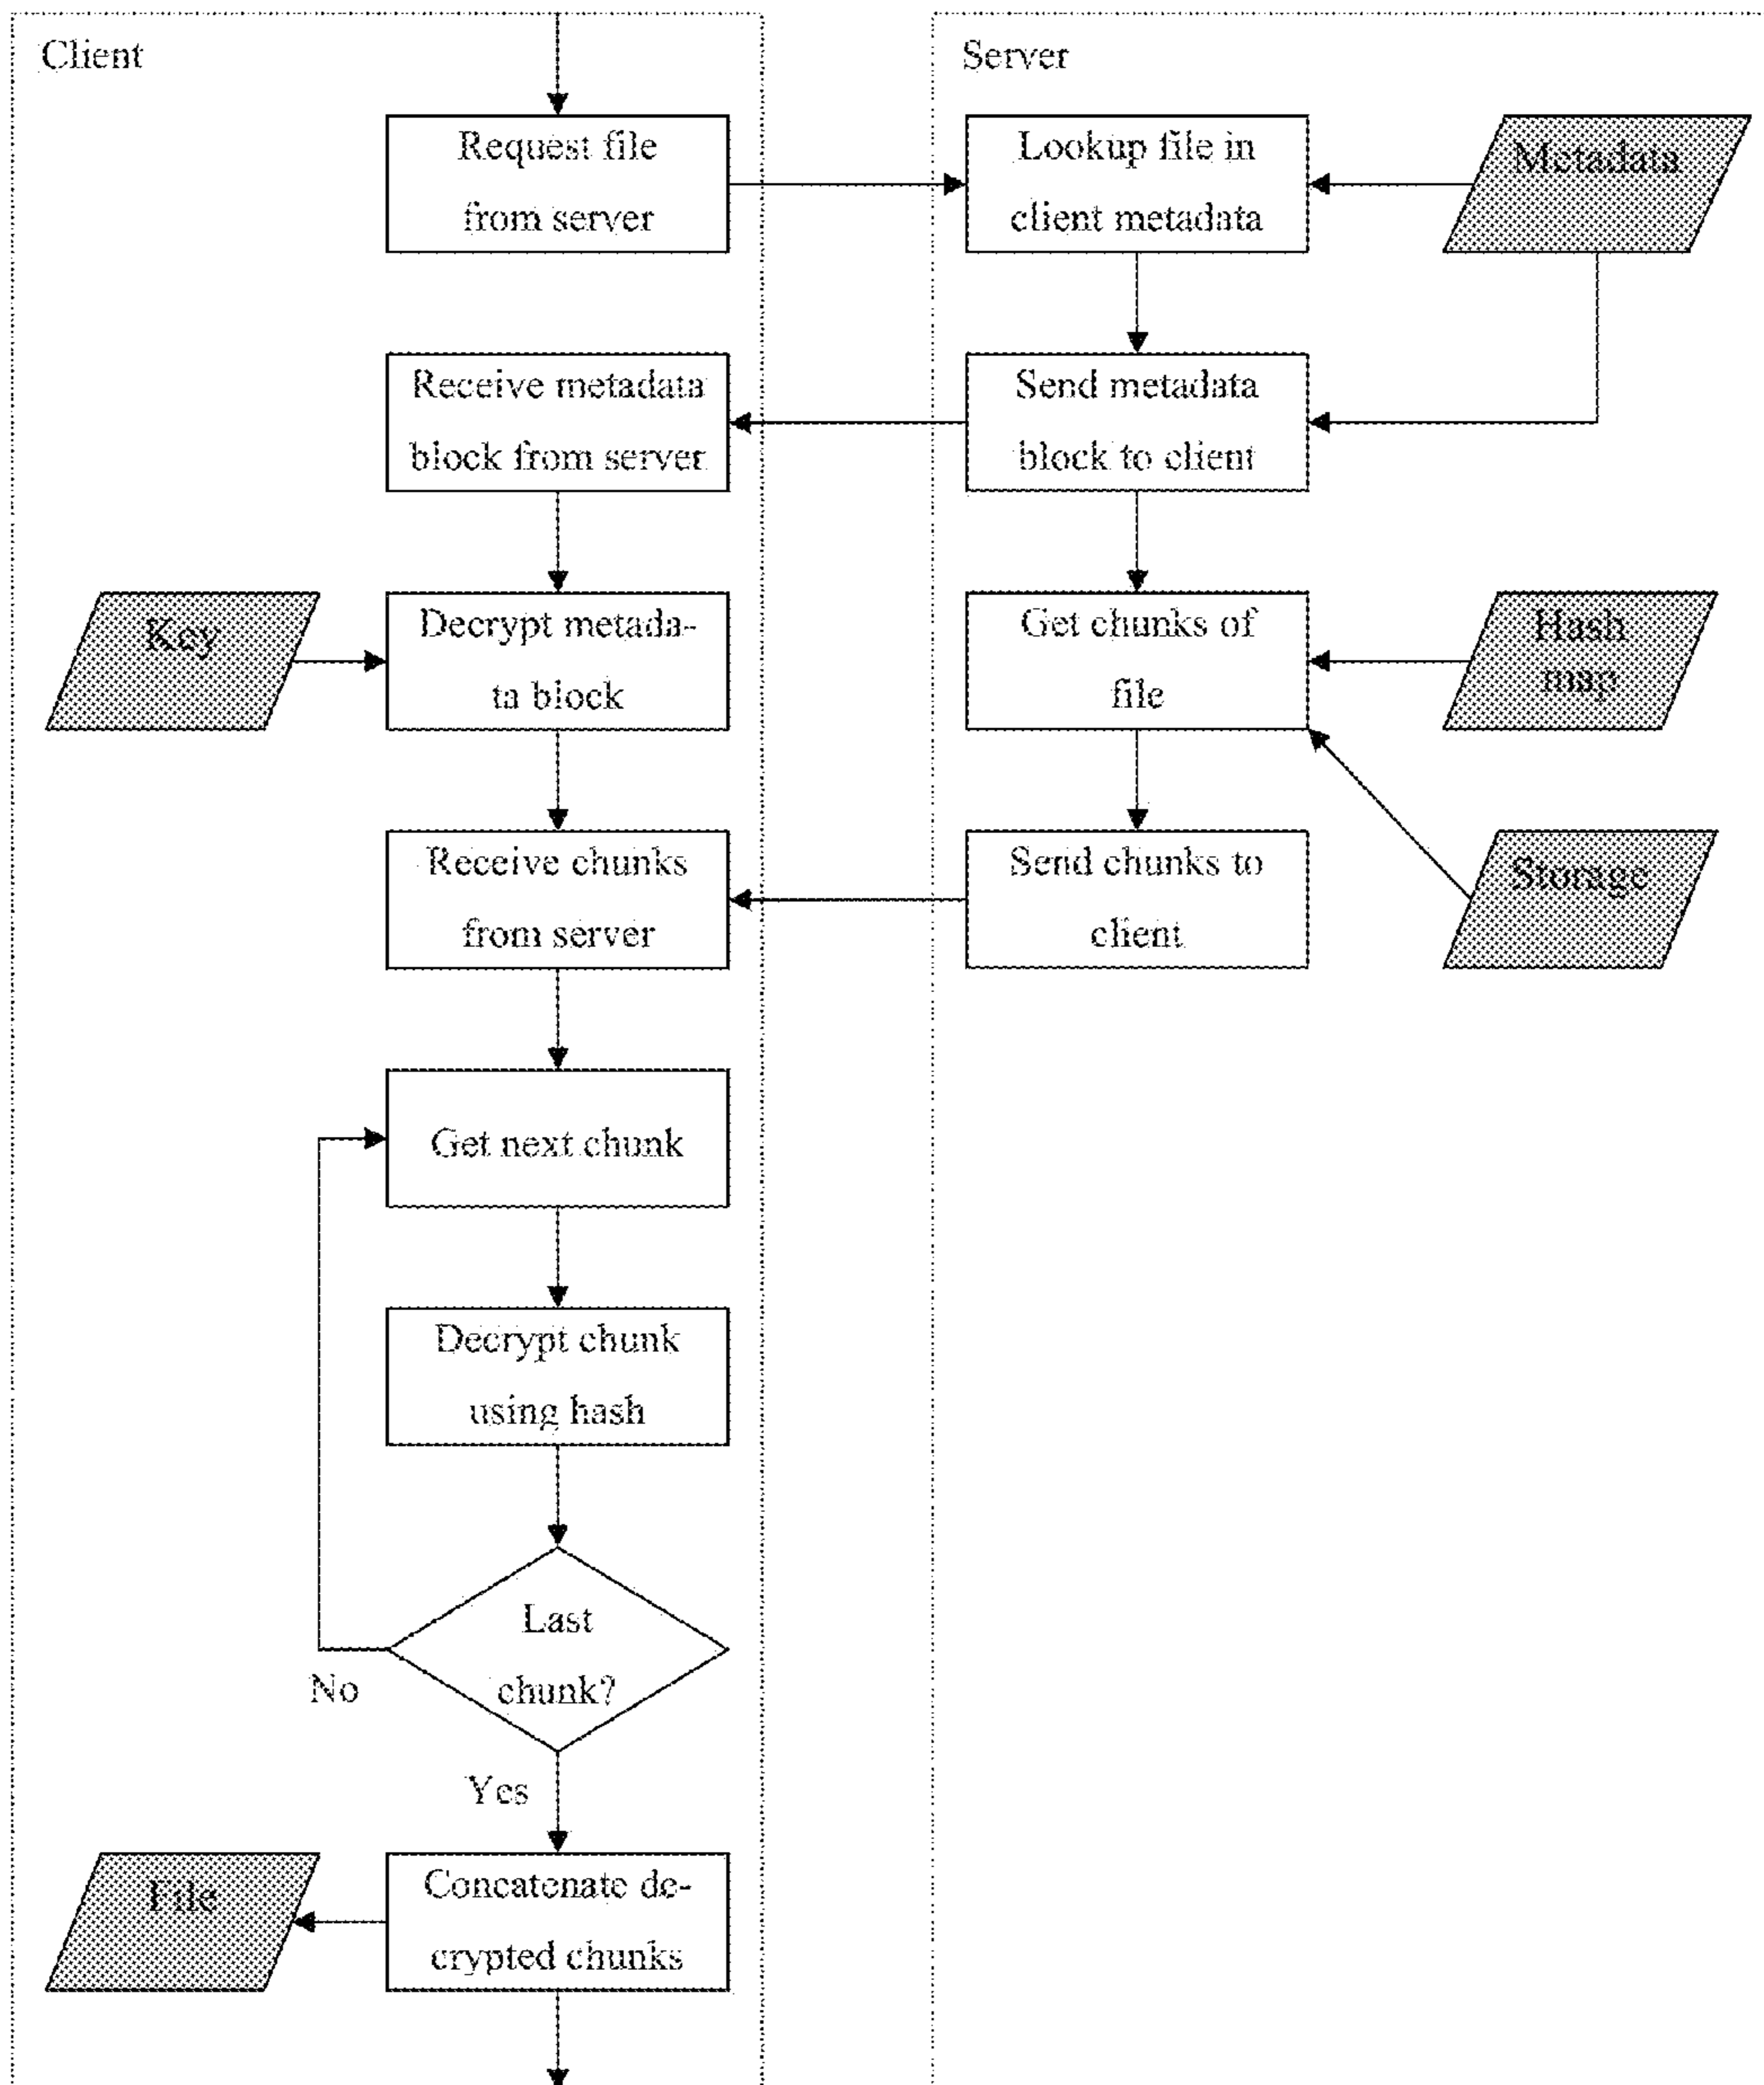 Client
Server
Request file
from server
Lookup file in
client metadata
Metadata
Receive metadata
block from server
Send metadata
block to client
Key
Decrypt metada-
ta block
Get chunks of
file
Hash
map
Receive chunks
from server
Send chunks to
client
Storage
Get next chunk
Decrypt chunk
using hash
Last
chunk?
No
Yes
File
Concatenate de-
crypted chunks